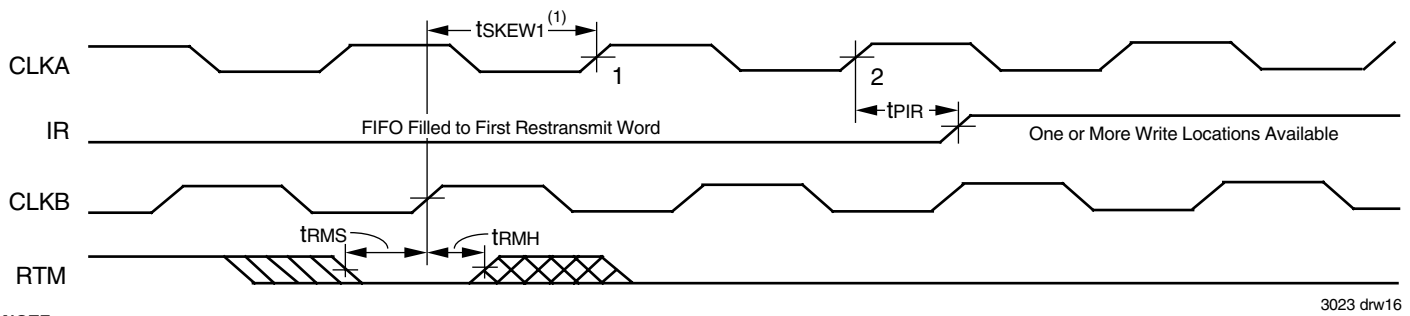 tSKEW1 (1)
CLKA
1
2
tPIR
IR
FIFO Filled to First Restransmit Word
One or More Write Locations Available
CLKB
tRMS
tRMH
RTM
3023 drw16